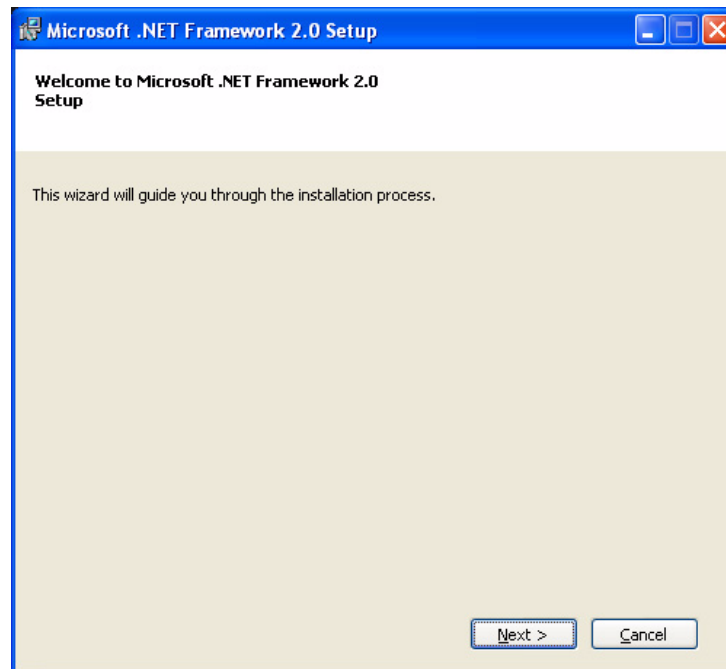 Microsoft .NET Framework 2.0 Setup
Welcome to Microsoft .NET Framework 2.0
Setup
This wizard will guide you through the installation process.
Next >
Cancel